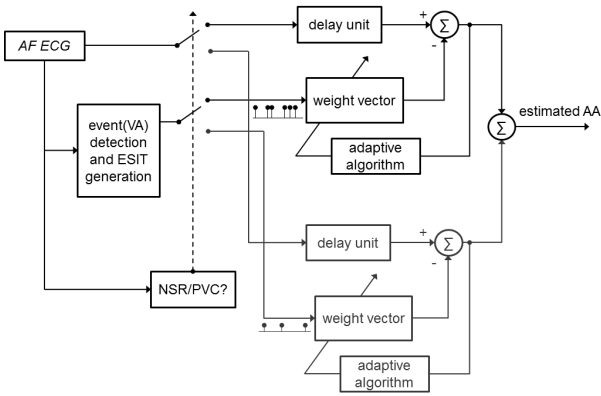 AF ECG
delay unit
+
Σ
-
weight vector
event(VA)
detection
and ESIT
generation
adaptive
algorithm
estimated AA
Σ
NSR/PVC?
delay unit
+
Σ
-
weight vector
adaptive
algorithm